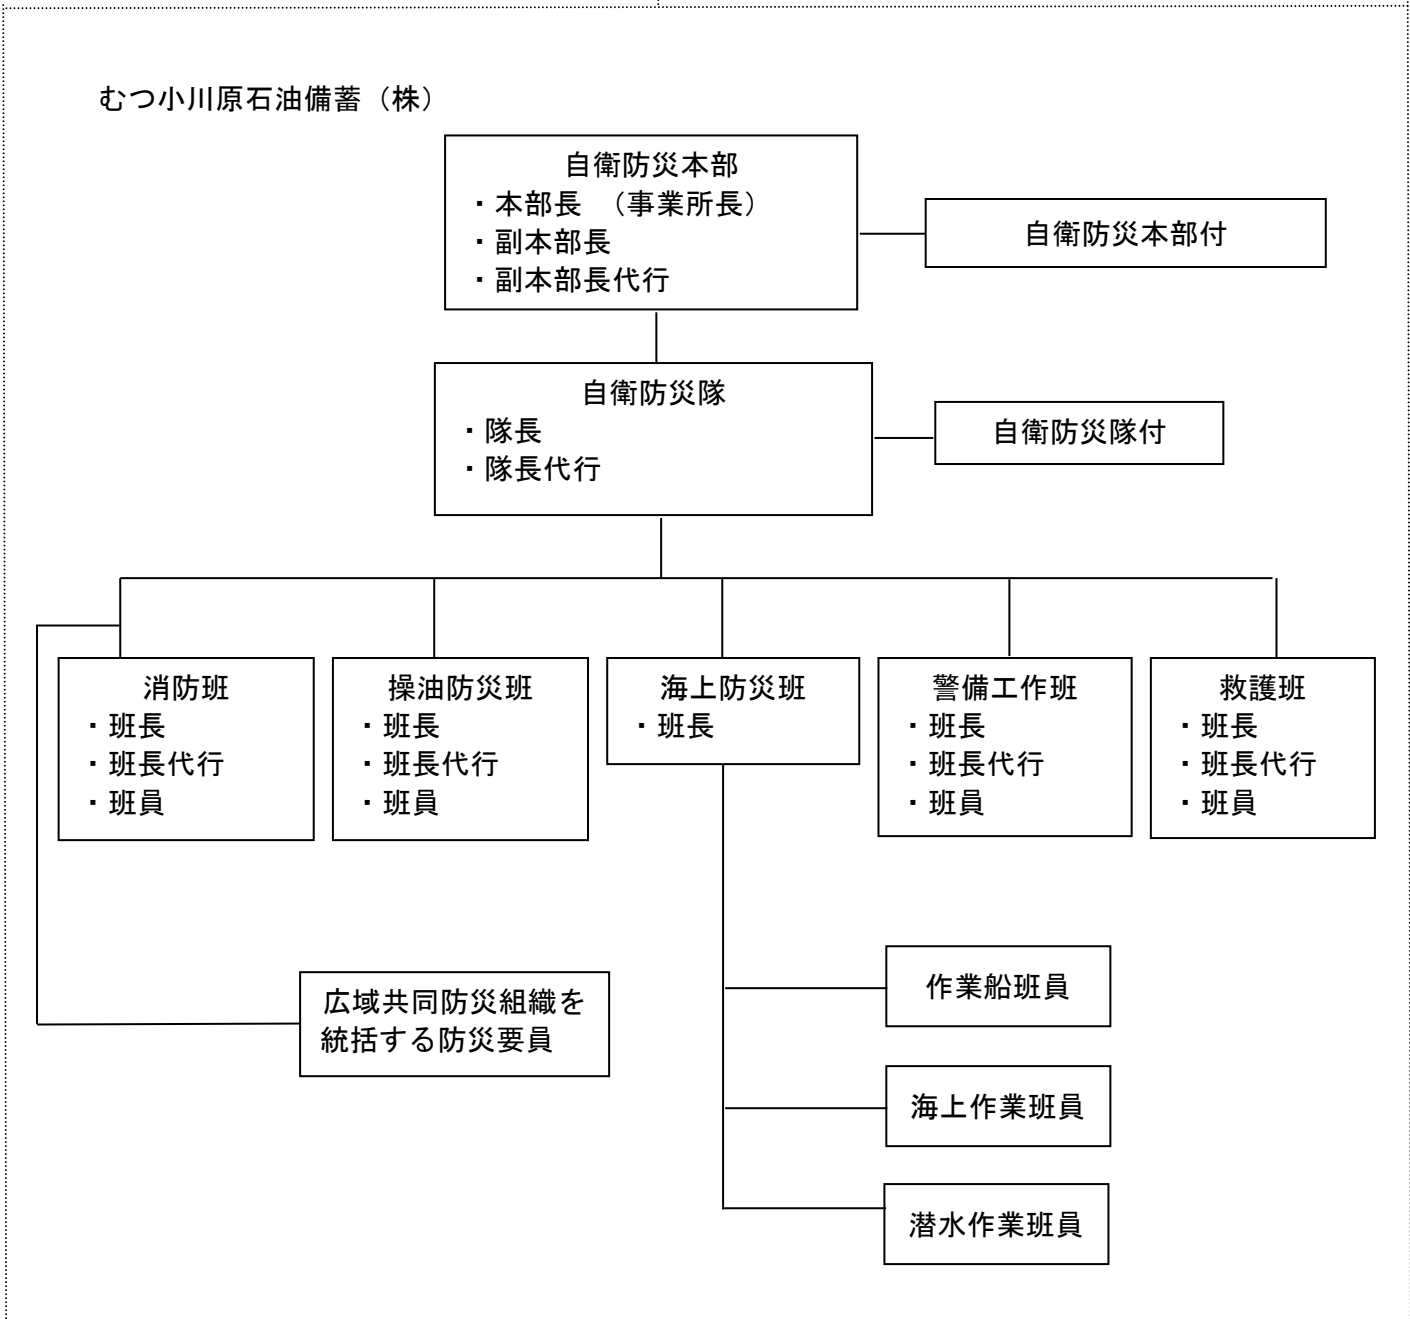 むつ小川原石油備蓄（株）
自衛防災本部
・本部長　（事業所長）
・副本部長
・副本部長代行
自衛防災本部付
自衛防災隊
・隊長
・隊長代行
自衛防災隊付
消防班
・班長
・班長代行
・班員
操油防災班
・班長
・班長代行
・班員
海上防災班
・班長
警備工作班
・班長
・班長代行
・班員
救護班
・班長
・班長代行
・班員
広域共同防災組織を
統括する防災要員
作業船班員
海上作業班員
潜水作業班員